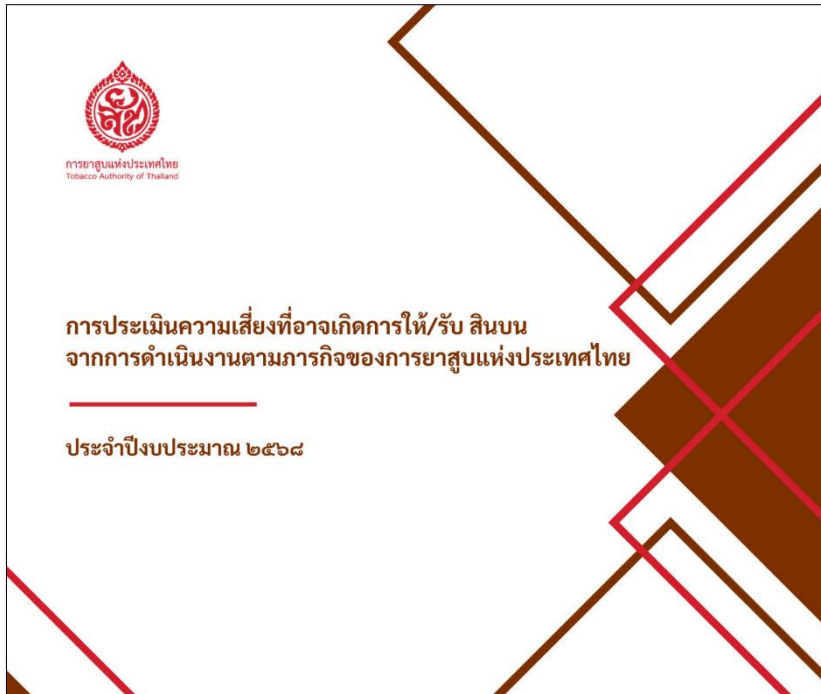 การยาสูบแห่งประเทศไทย
Tobacco Authority of Thailand
การประเมินความเสี่ยงที่อาจเกิดการให้/รับ สินบน
จากการดำเนินงานตามภารกิจของการยาสูบแห่งประเทศไทย
ประจำปีงบประมาณ ๒๕๖๘